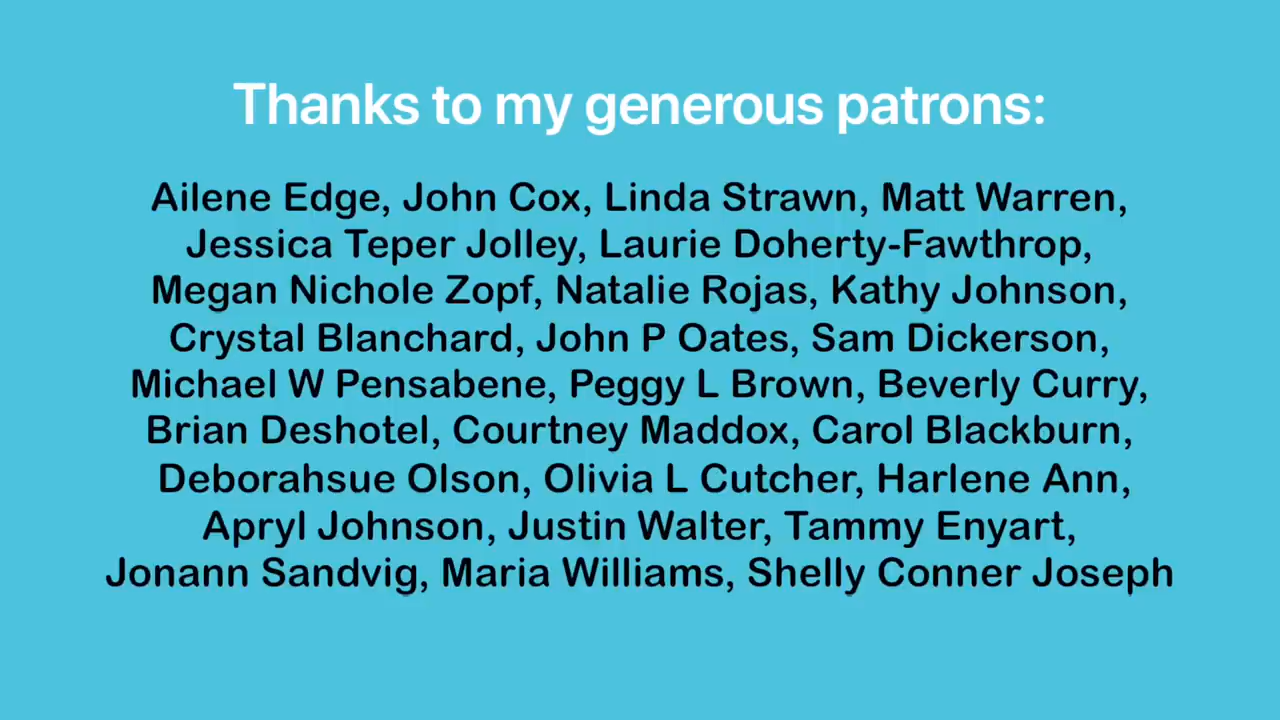 Thanks to my generous patrons:
Ailene Edge, John Cox, Linda Strawn, Matt Warren,
Jessica Teper Jolley, Laurie Doherty-Fawthrop,
Megan Nichole Zopf, Natalie Rojas, Kathy Johnson,
Crystal Blanchard, John P Oates, Sam Dickerson,
Michael W Pensabene, Peggy L Brown, Beverly Curry,
Brian Deshotel, Courtney Maddox, Carol Blackburn,
Deborahsue Olson, Olivia L Cutcher, Harlene Ann,
Apryl Johnson, Justin Walter, Tammy Enyart,
Jonann Sandvig, Maria Williams, Shelly Conner Joseph